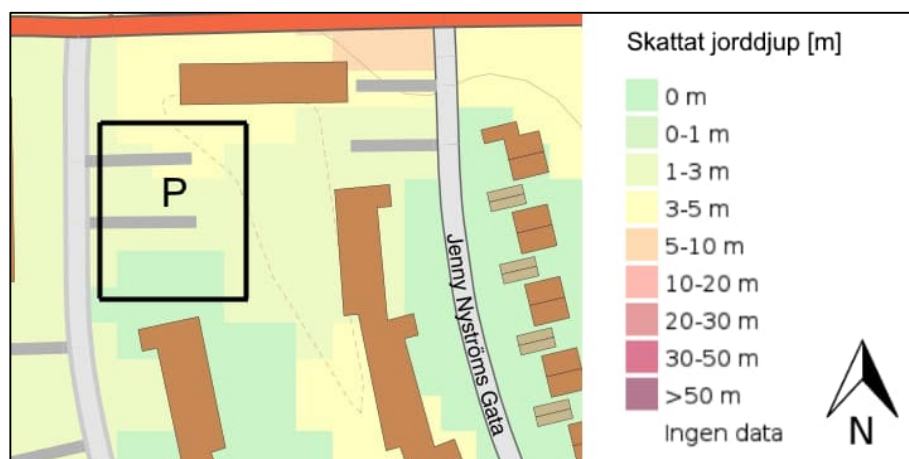 P
Jenny Nyströms Gata
Skattat jorddjup [m]
0 m
0-1 m
1-3 m
3-5 m
5-10 m
10-20 m
20-30 m
30-50 m
>50 m
Ingen data
N